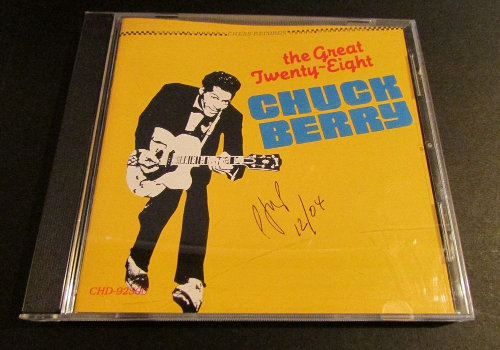 CHESS RECORDS
the Great
Twenty-Eight
CHUCK
BERRY
12/04